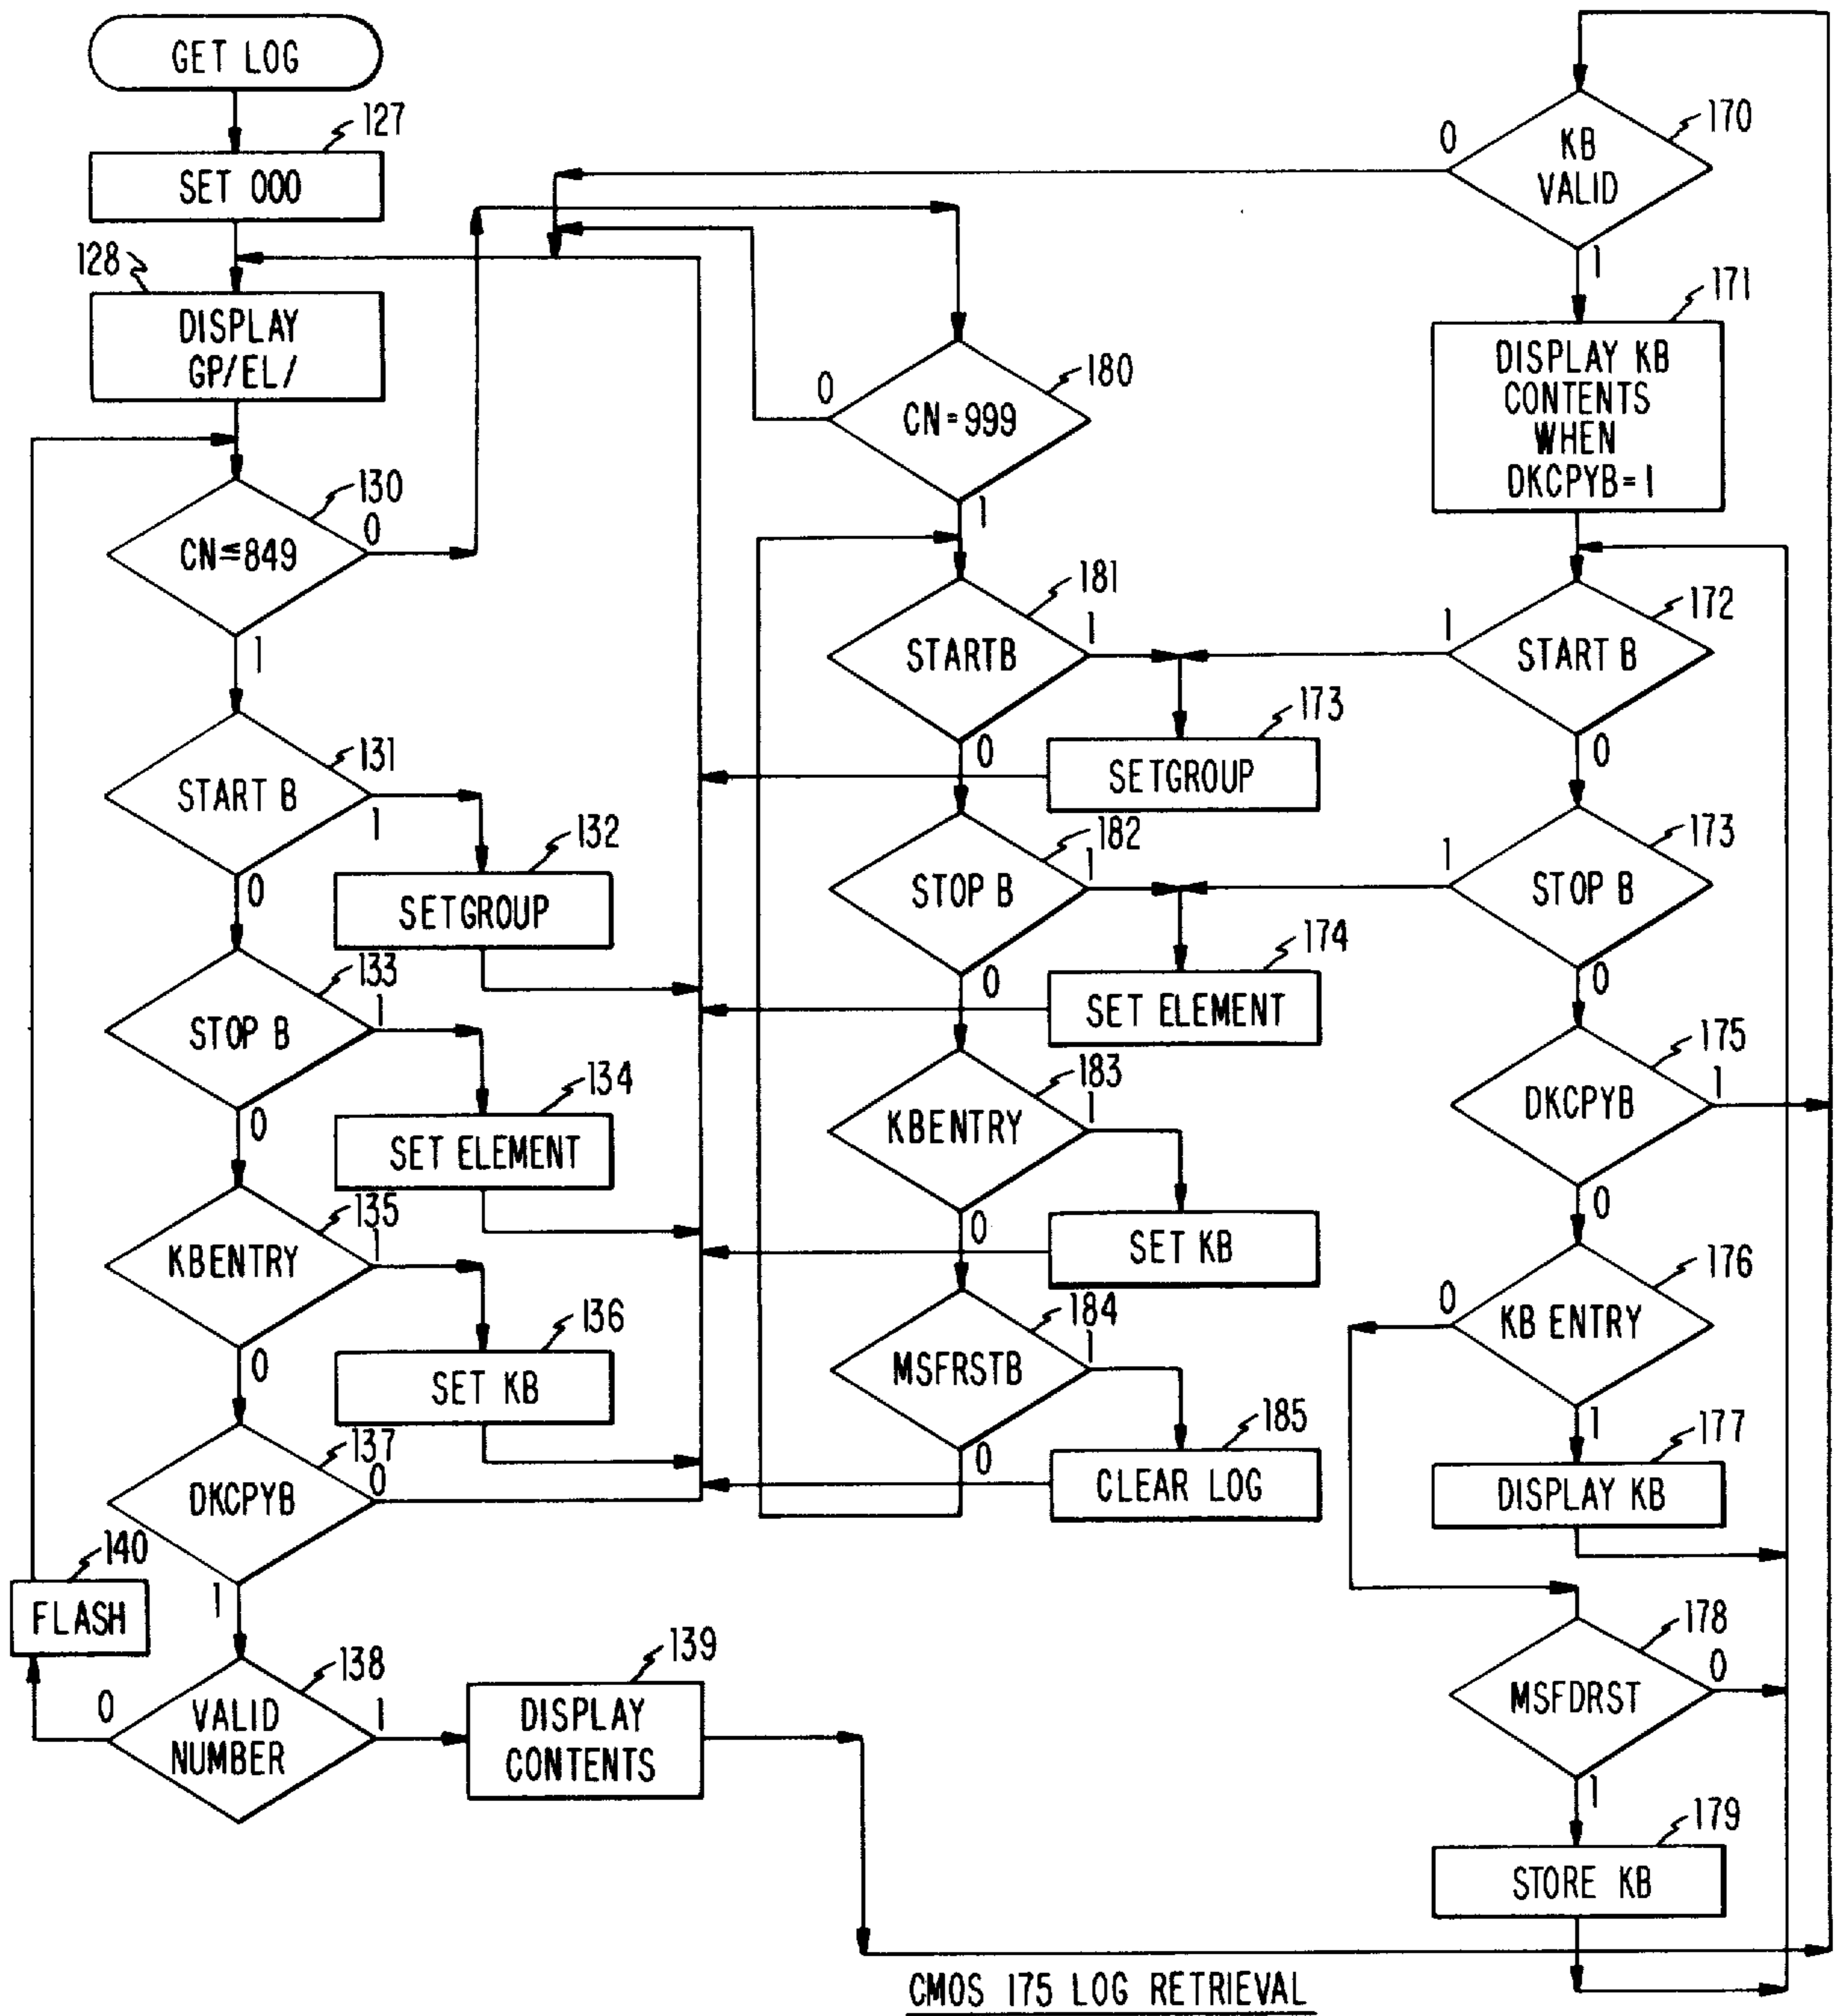 GET LOG
127
SET 000
128
DISPLAY
GP/EL/
130
CN≤849
0
1
START B
131
1
0
132
SETGROUP
STOP B
133
1
0
134
SET ELEMENT
KBENTRY
135
1
0
136
SET KB
DKCPYB
137
0
1
140
FLASH
0
VALID
NUMBER
138
1
139
DISPLAY
CONTENTS
0
CN=999
180
1
STARTB
181
1
0
173
SETGROUP
STOP B
182
1
0
174
SET ELEMENT
KBENTRY
183
1
0
SET KB
MSFRSTB
184
1
0
185
CLEAR LOG
0
KB
VALID
170
1
171
DISPLAY KB
CONTENTS
WHEN
DKCPYB=1
1
START B
172
0
1
STOP B
173
0
DKCPYB
175
1
0
0
KB ENTRY
176
1
177
DISPLAY KB
MSFDRST
178
0
1
179
STORE KB
CMOS 175 LOG RETRIEVAL